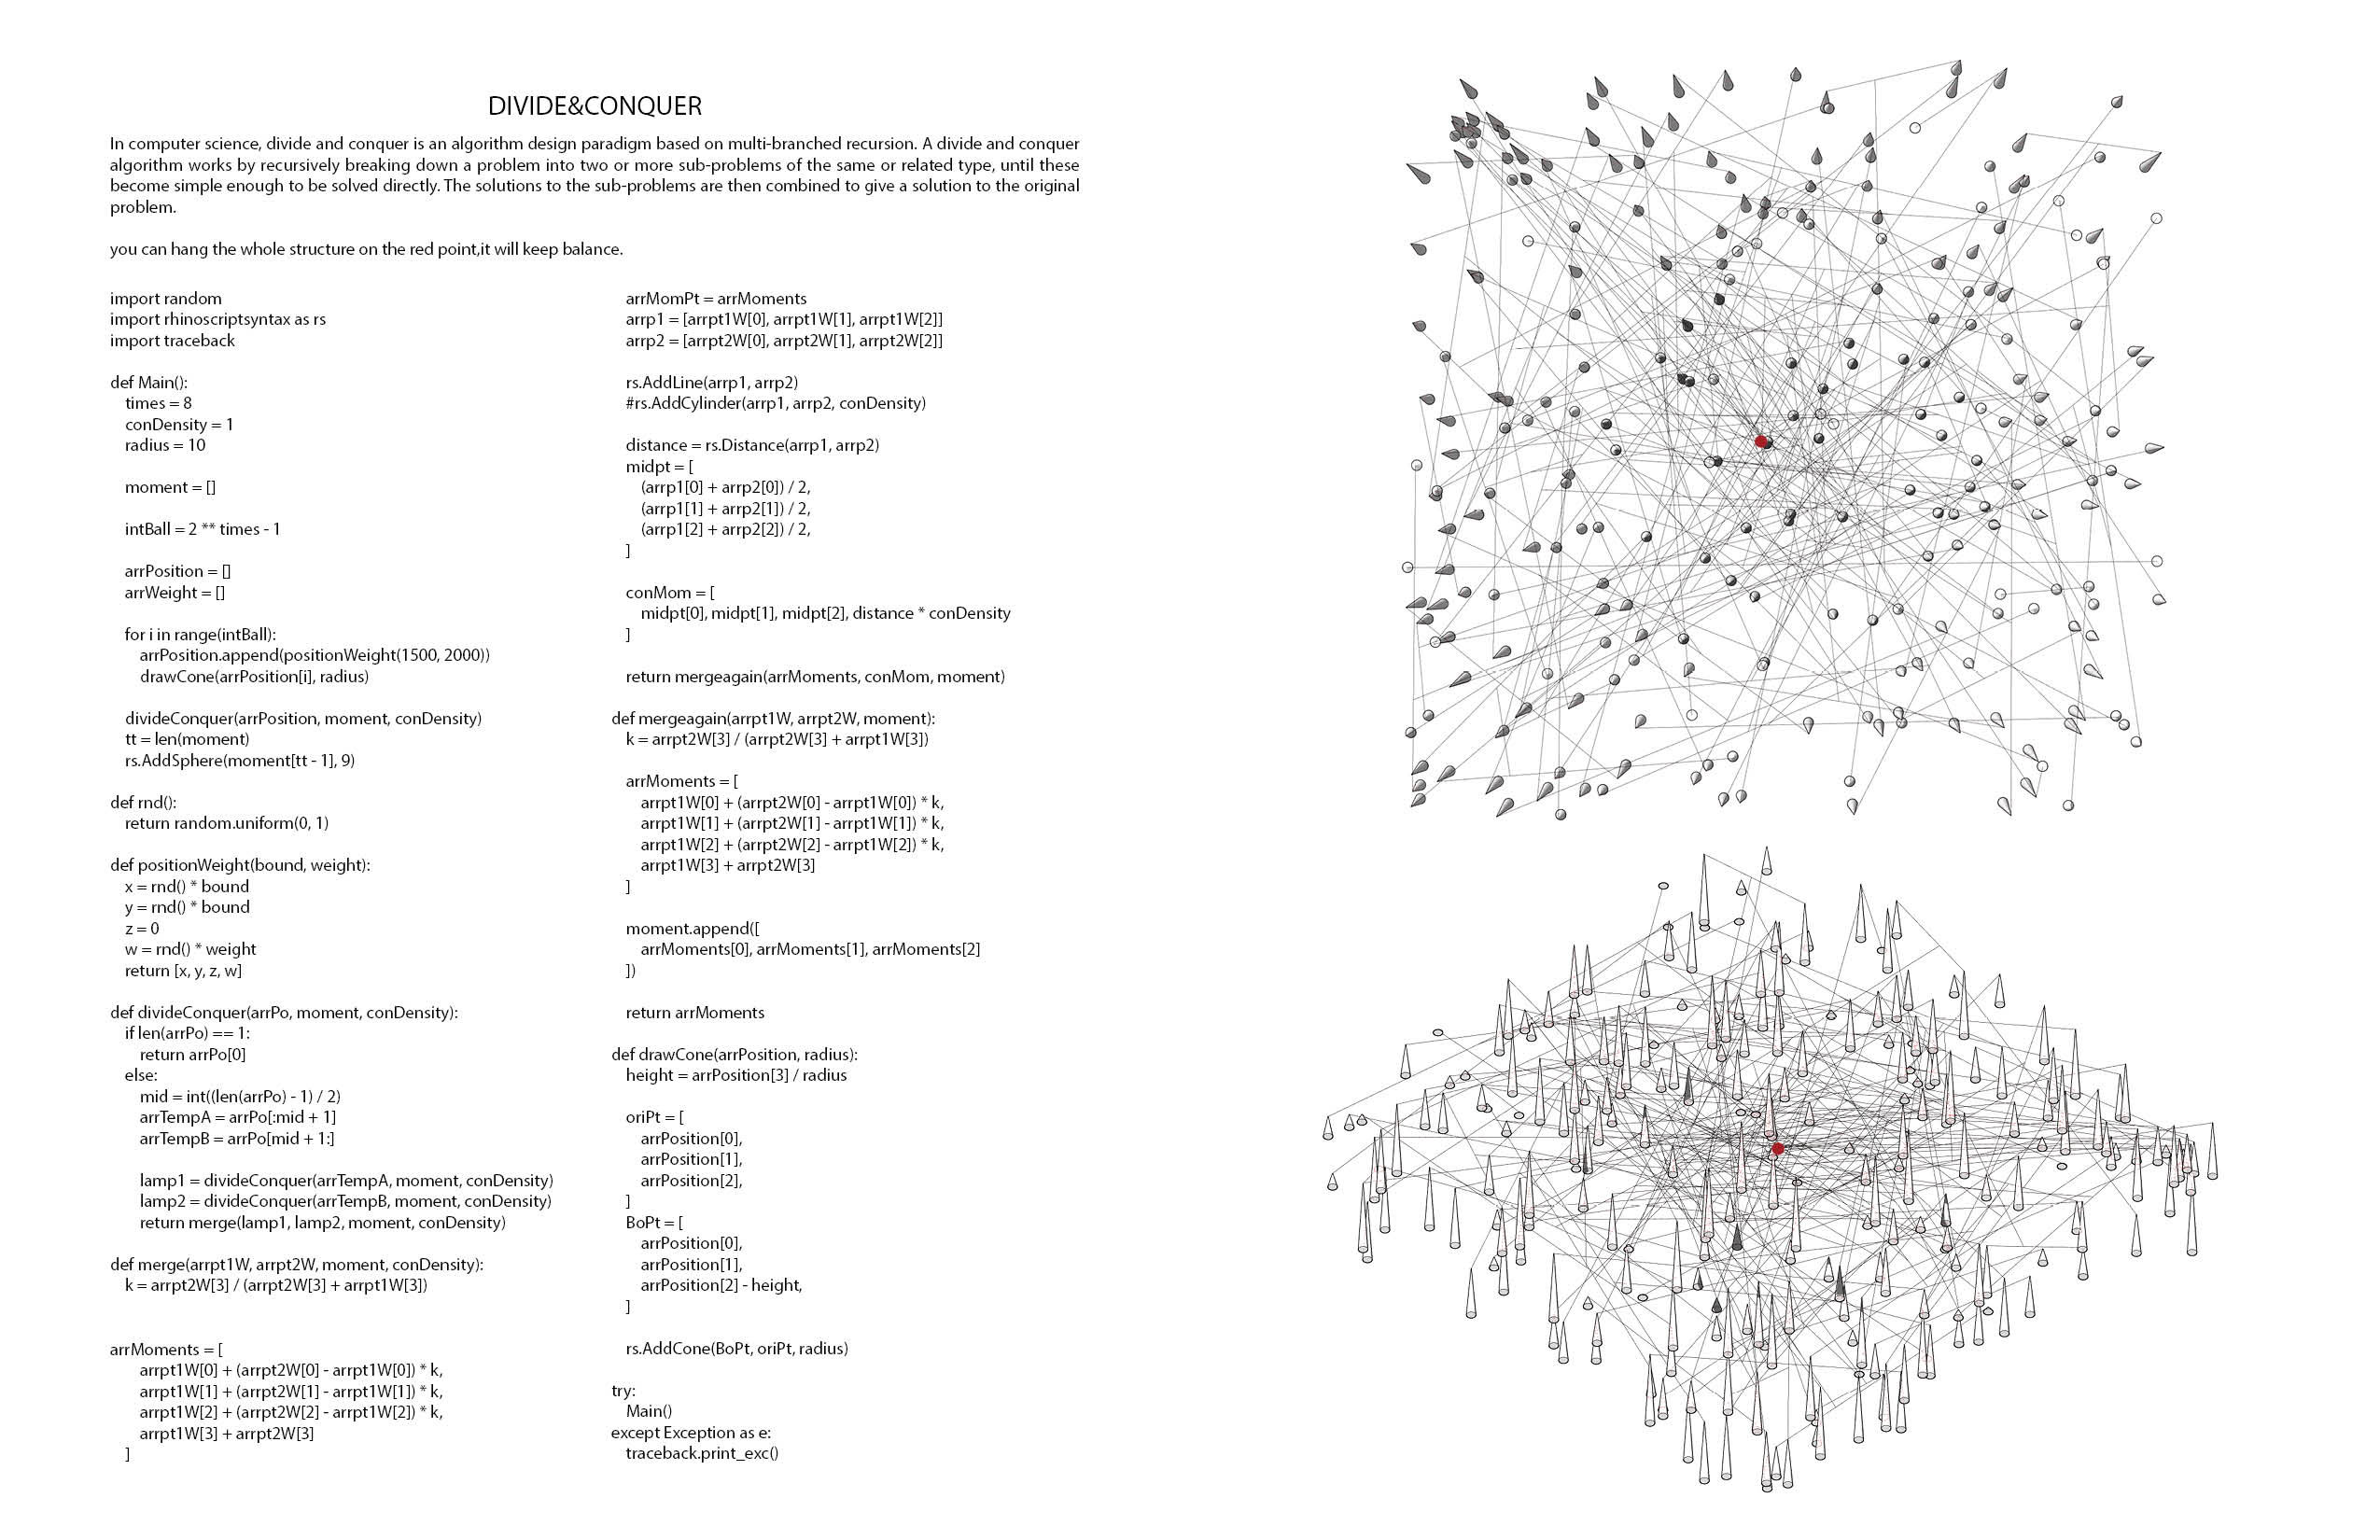 DIVIDE&CONQUER
In computer science, divide and conquer is an algorithm design paradigm based on multi-branched recursion. A divide and conquer
algorithm works by recursively breaking down a problem into two or more sub-problems of the same or related type, until these
become simple enough to be solved directly. The solutions to the sub-problems are then combined to give a solution to the original
problem.
you can hang the whole structure on the red point,it will keep balance.
import random
import rhinoscriptsyntax as rs
import traceback
def Main():
times = 8
conDensity = 1
radius = 10
moment = []
intBall = 2 ** times - 1
arrPosition = []
arrWeight = []
for i in range(intBall):
arrPosition.append(positionWeight(1500, 2000))
drawCone(arrPosition[i], radius)
divideConquer(arrPosition, moment, conDensity)
tt = len(moment)
rs.AddSphere(moment[tt - 1], 9)
def rnd():
return random.uniform(0, 1)
def positionWeight(bound, weight):
x = rnd() * bound
y = rnd() * bound
z = 0
w = rnd() * weight
return [x, y, z, w]
def divideConquer(arrPo, moment, conDensity):
if len(arrPo) == 1:
return arrPo[0]
else:
mid = int((len(arrPo) - 1) / 2)
arrTempA = arrPo[:mid + 1]
arrTempB = arrPo[mid + 1:]
lamp1 = divideConquer(arrTempA, moment, conDensity)
lamp2 = divideConquer(arrTempB, moment, conDensity)
return merge(lamp1, lamp2, moment, conDensity)
def merge(arrpt1W, arrpt2W, moment, conDensity):
k = arrpt2W[3] / (arrpt2W[3] + arrpt1W[3])
arrMoments = [
arrpt1W[0] + (arrpt2W[0] - arrpt1W[0]) * k,
arrpt1W[1] + (arrpt2W[1] - arrpt1W[1]) * k,
arrpt1W[2] + (arrpt2W[2] - arrpt1W[2]) * k,
arrpt1W[3] + arrpt2W[3]
]
arrMomPt = arrMoments
arrp1 = [arrpt1W[0], arrpt1W[1], arrpt1W[2]]
arrp2 = [arrpt2W[0], arrpt2W[1], arrpt2W[2]]
rs.AddLine(arrp1, arrp2)
#rs.AddCylinder(arrp1, arrp2, conDensity)
distance = rs.Distance(arrp1, arrp2)
midpt = [
(arrp1[0] + arrp2[0]) / 2,
(arrp1[1] + arrp2[1]) / 2,
(arrp1[2] + arrp2[2]) / 2,
]
conMom = [
midpt[0], midpt[1], midpt[2], distance * conDensity
]
return mergeagain(arrMoments, conMom, moment)
def mergeagain(arrpt1W, arrpt2W, moment):
k = arrpt2W[3] / (arrpt2W[3] + arrpt1W[3])
arrMoments = [
arrpt1W[0] + (arrpt2W[0] - arrpt1W[0]) * k,
arrpt1W[1] + (arrpt2W[1] - arrpt1W[1]) * k,
arrpt1W[2] + (arrpt2W[2] - arrpt1W[2]) * k,
arrpt1W[3] + arrpt2W[3]
]
moment.append([
arrMoments[0], arrMoments[1], arrMoments[2]
])
return arrMoments
def drawCone(arrPosition, radius):
height = arrPosition[3] / radius
oriPt = [
arrPosition[0],
arrPosition[1],
arrPosition[2],
]
BoPt = [
arrPosition[0],
arrPosition[1],
arrPosition[2] - height,
]
rs.AddCone(BoPt, oriPt, radius)
try:
Main()
except Exception as e:
traceback.print_exc()